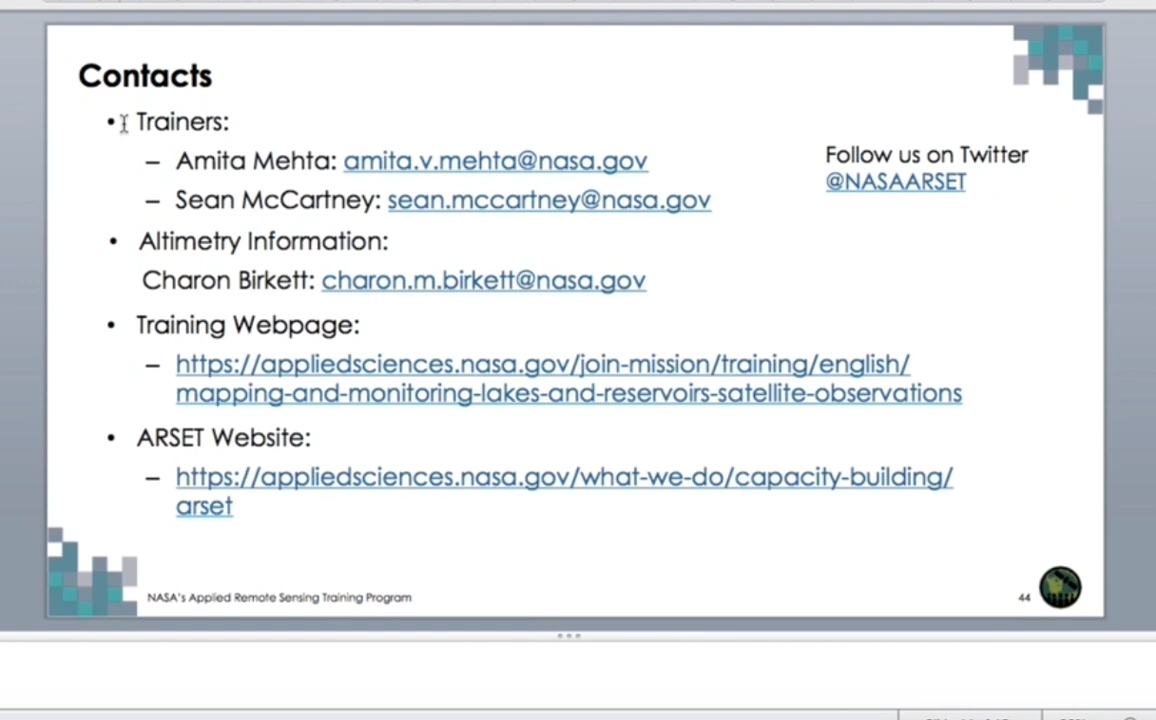 Contacts
• Trainers:
– Amita Mehta: amita.v.mehta@nasa.gov
– Sean McCartney: sean.mccartney@nasa.gov
Follow us on Twitter
@NASAARSET
• Altimetry Information:
Charon Birkett: charon.m.birkett@nasa.gov
• Training Webpage:
– https://appliedsciences.nasa.gov/join-mission/training/english/
mapping-and-monitoring-lakes-and-reservoirs-satellite-observations
• ARSET Website:
– https://appliedsciences.nasa.gov/what-we-do/capacity-building/
arset
NASA's Applied Remote Sensing Training Program
44